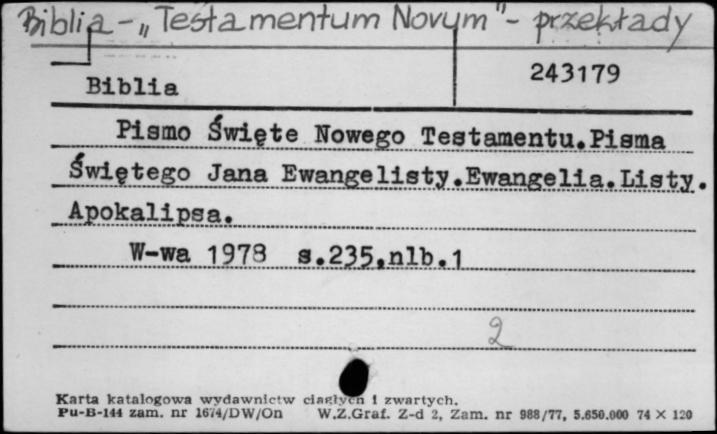 Biblia - „Testamentum Novum" - przekłady
243179
Biblia
Pismo Święte Nowego Testamentu.Pisma
Świętego Jana Ewangelisty.Ewangelia.Listy.
Apokalipsa.
W-wa 1978 s.235,nlb.1
2
Karta katalogowa wydawnictw ciągłych i zwartych.
Pu-B-144 zam. nr 1674/DW/On W.Z.Graf. Z-d 2, Zam. nr 988/77, 5.650.000 74 × 120